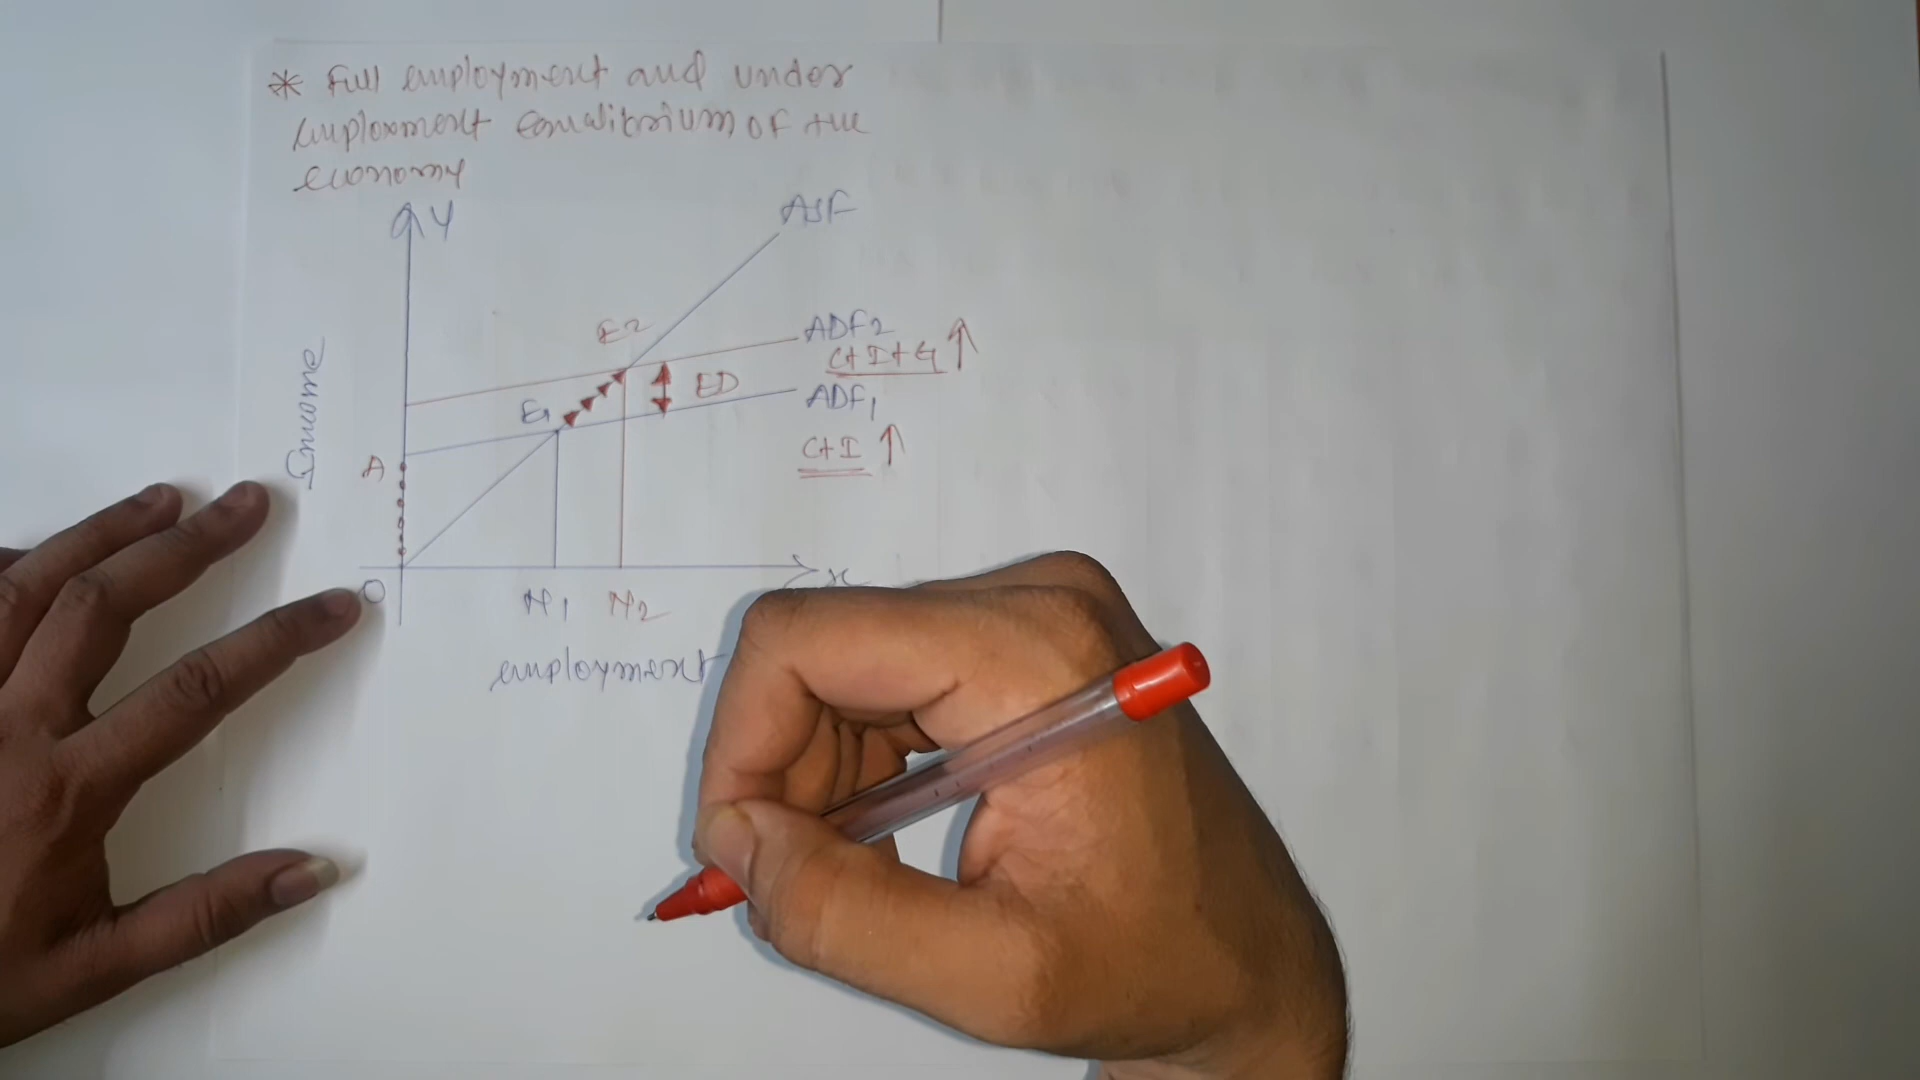 * Full employment and under
employment equilibrium of the
economy
Y
ASF
E2
ADF2
C+I+G ↑
ED
E1
ADF1
A
C+I ↑
Income
O
x
N1 N2
employment